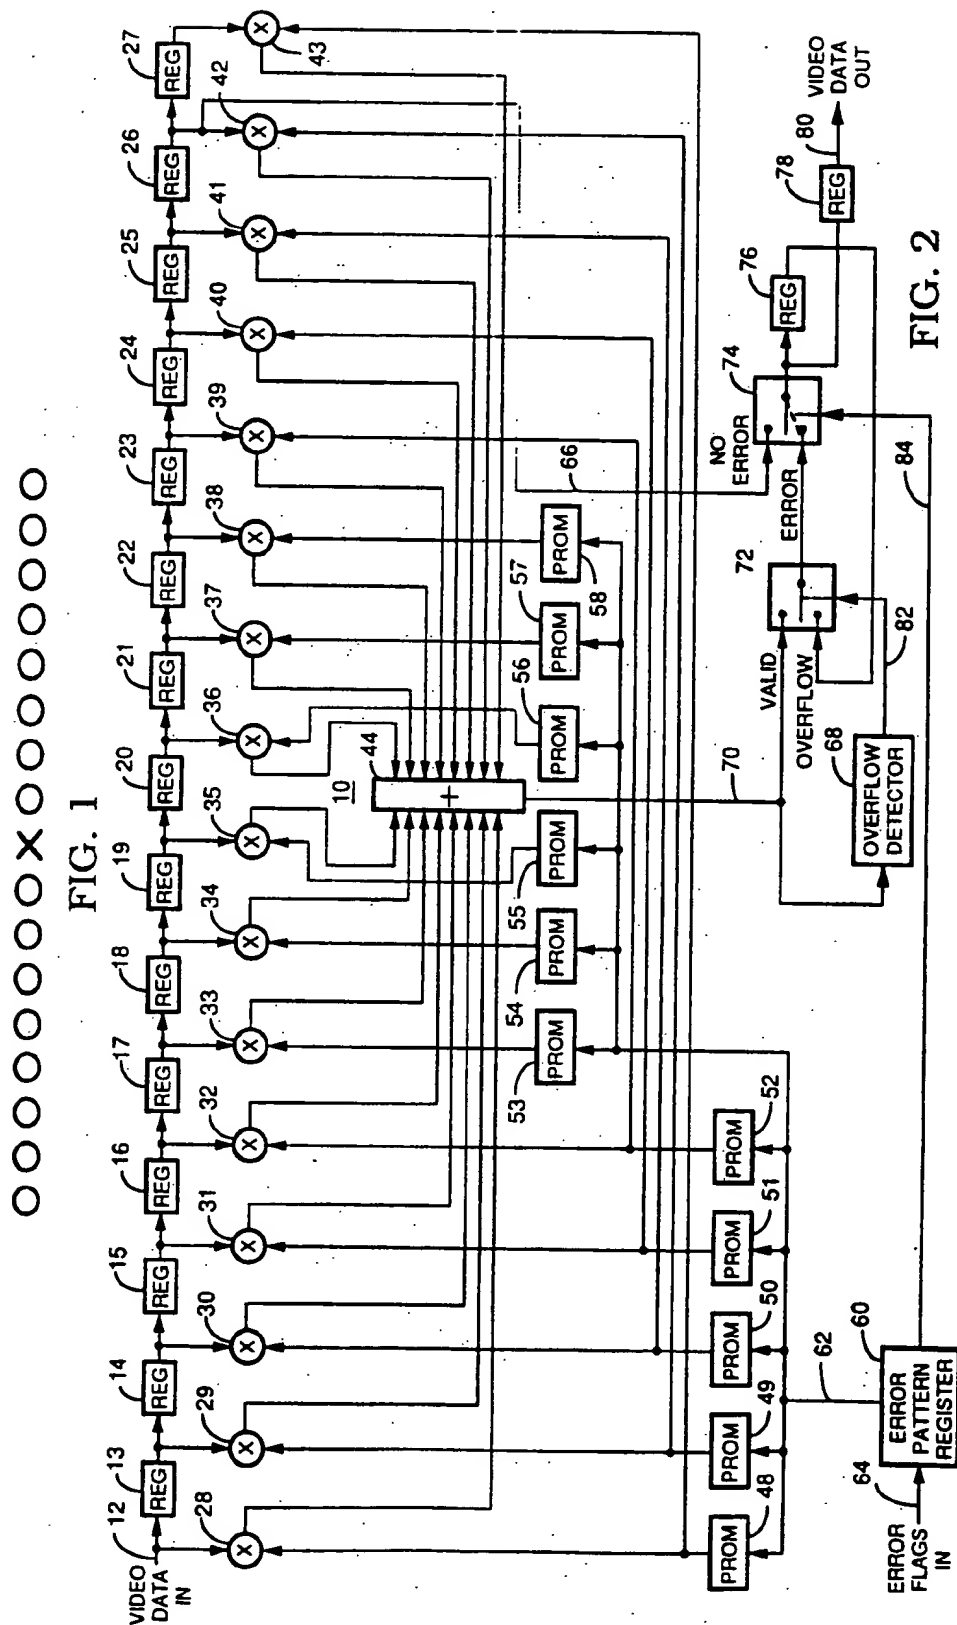 O O O O O O O O X O O O O O O O O
FIG. 1
12 13 14 15 16 17 18 19 20 21 22 23 24 25 26 27
VIDEO DATA IN
REG REG REG REG REG REG REG REG REG REG REG REG REG REG REG
28 29 30 31 32 33 34 35 36 37 38 39 40 41 42 43
X X X X X X X X X X X X X X X X
10
44
+
53 54 55 56 57 58
PROM PROM PROM PROM PROM PROM
48 49 50 51 52
PROM PROM PROM PROM PROM
62
66
70
VALID
OVERFLOW
72
ERROR
NO ERROR
74
76
REG
78
REG
80
VIDEO DATA OUT
68
OVERFLOW DETECTOR
82
84
ERROR FLAGS IN
64
60
ERROR PATTERN REGISTER
FIG. 2